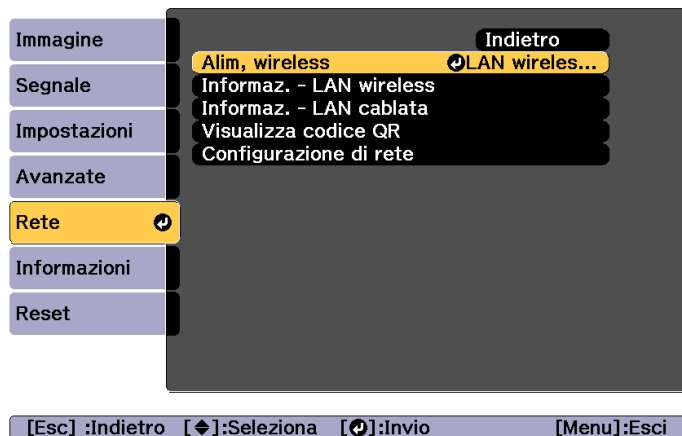 Immagine
Segnale
Impostazioni
Avanzate
Rete
Informazioni
Reset
Indietro
Alim, wireless LAN wireles...
Informaz. - LAN wireless
Informaz. - LAN cablata
Visualizza codice QR
Configurazione di rete
[Esc] :Indietro [◆]:Seleziona [↵]:Invio [Menu]:Esci